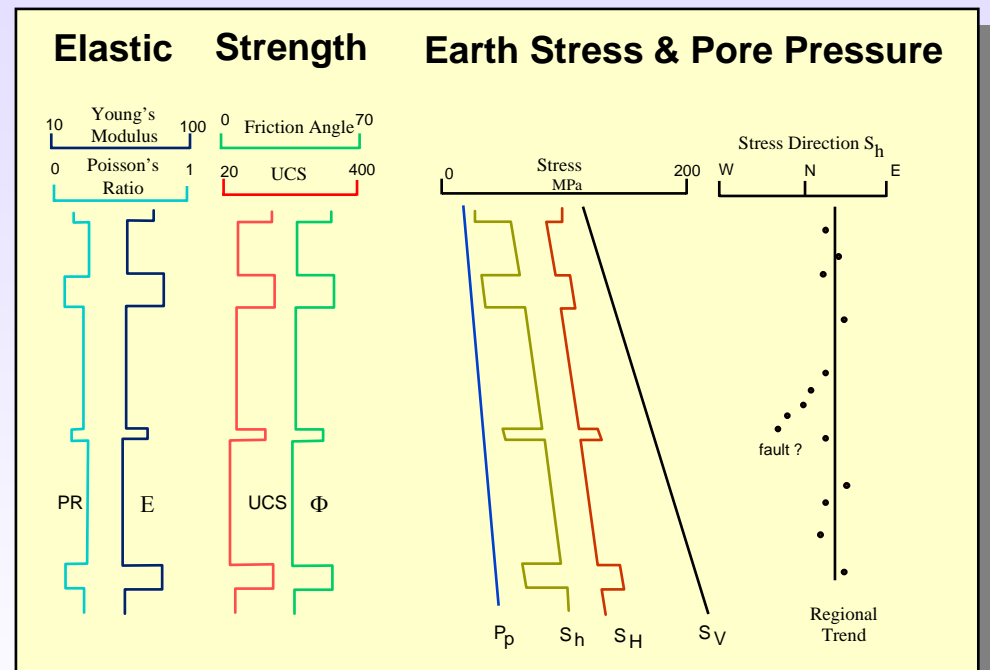 Elastic Strength Earth Stress & Pore Pressure
Young's
Modulus
10 100
0 Friction Angle 70
Poisson's
Ratio
0 1
20 UCS 400
Stress
MPa
0 200
Stress Direction Sh
W N E
fault ?
PR E UCS Φ
Pp Sh SH SV
Regional
Trend